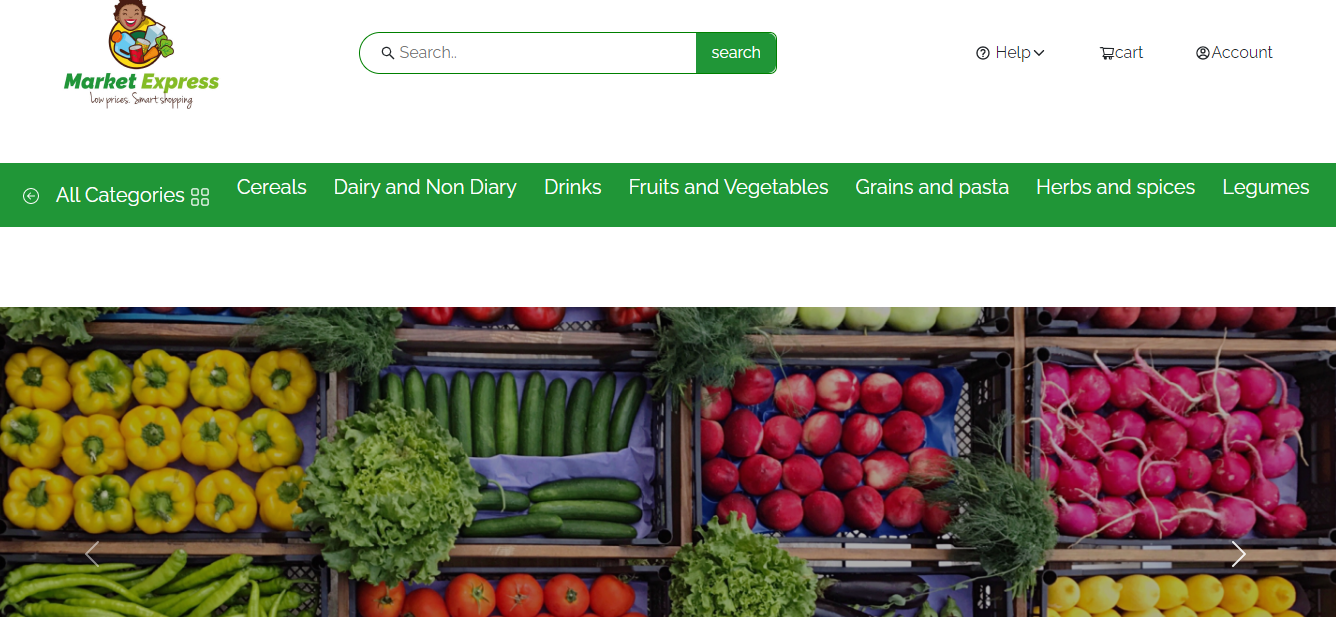 Market Express
Low prices. Smart shopping
Search..
search
Help
cart
Account
All Categories
Cereals
Dairy and Non Diary
Drinks
Fruits and Vegetables
Grains and pasta
Herbs and spices
Legumes